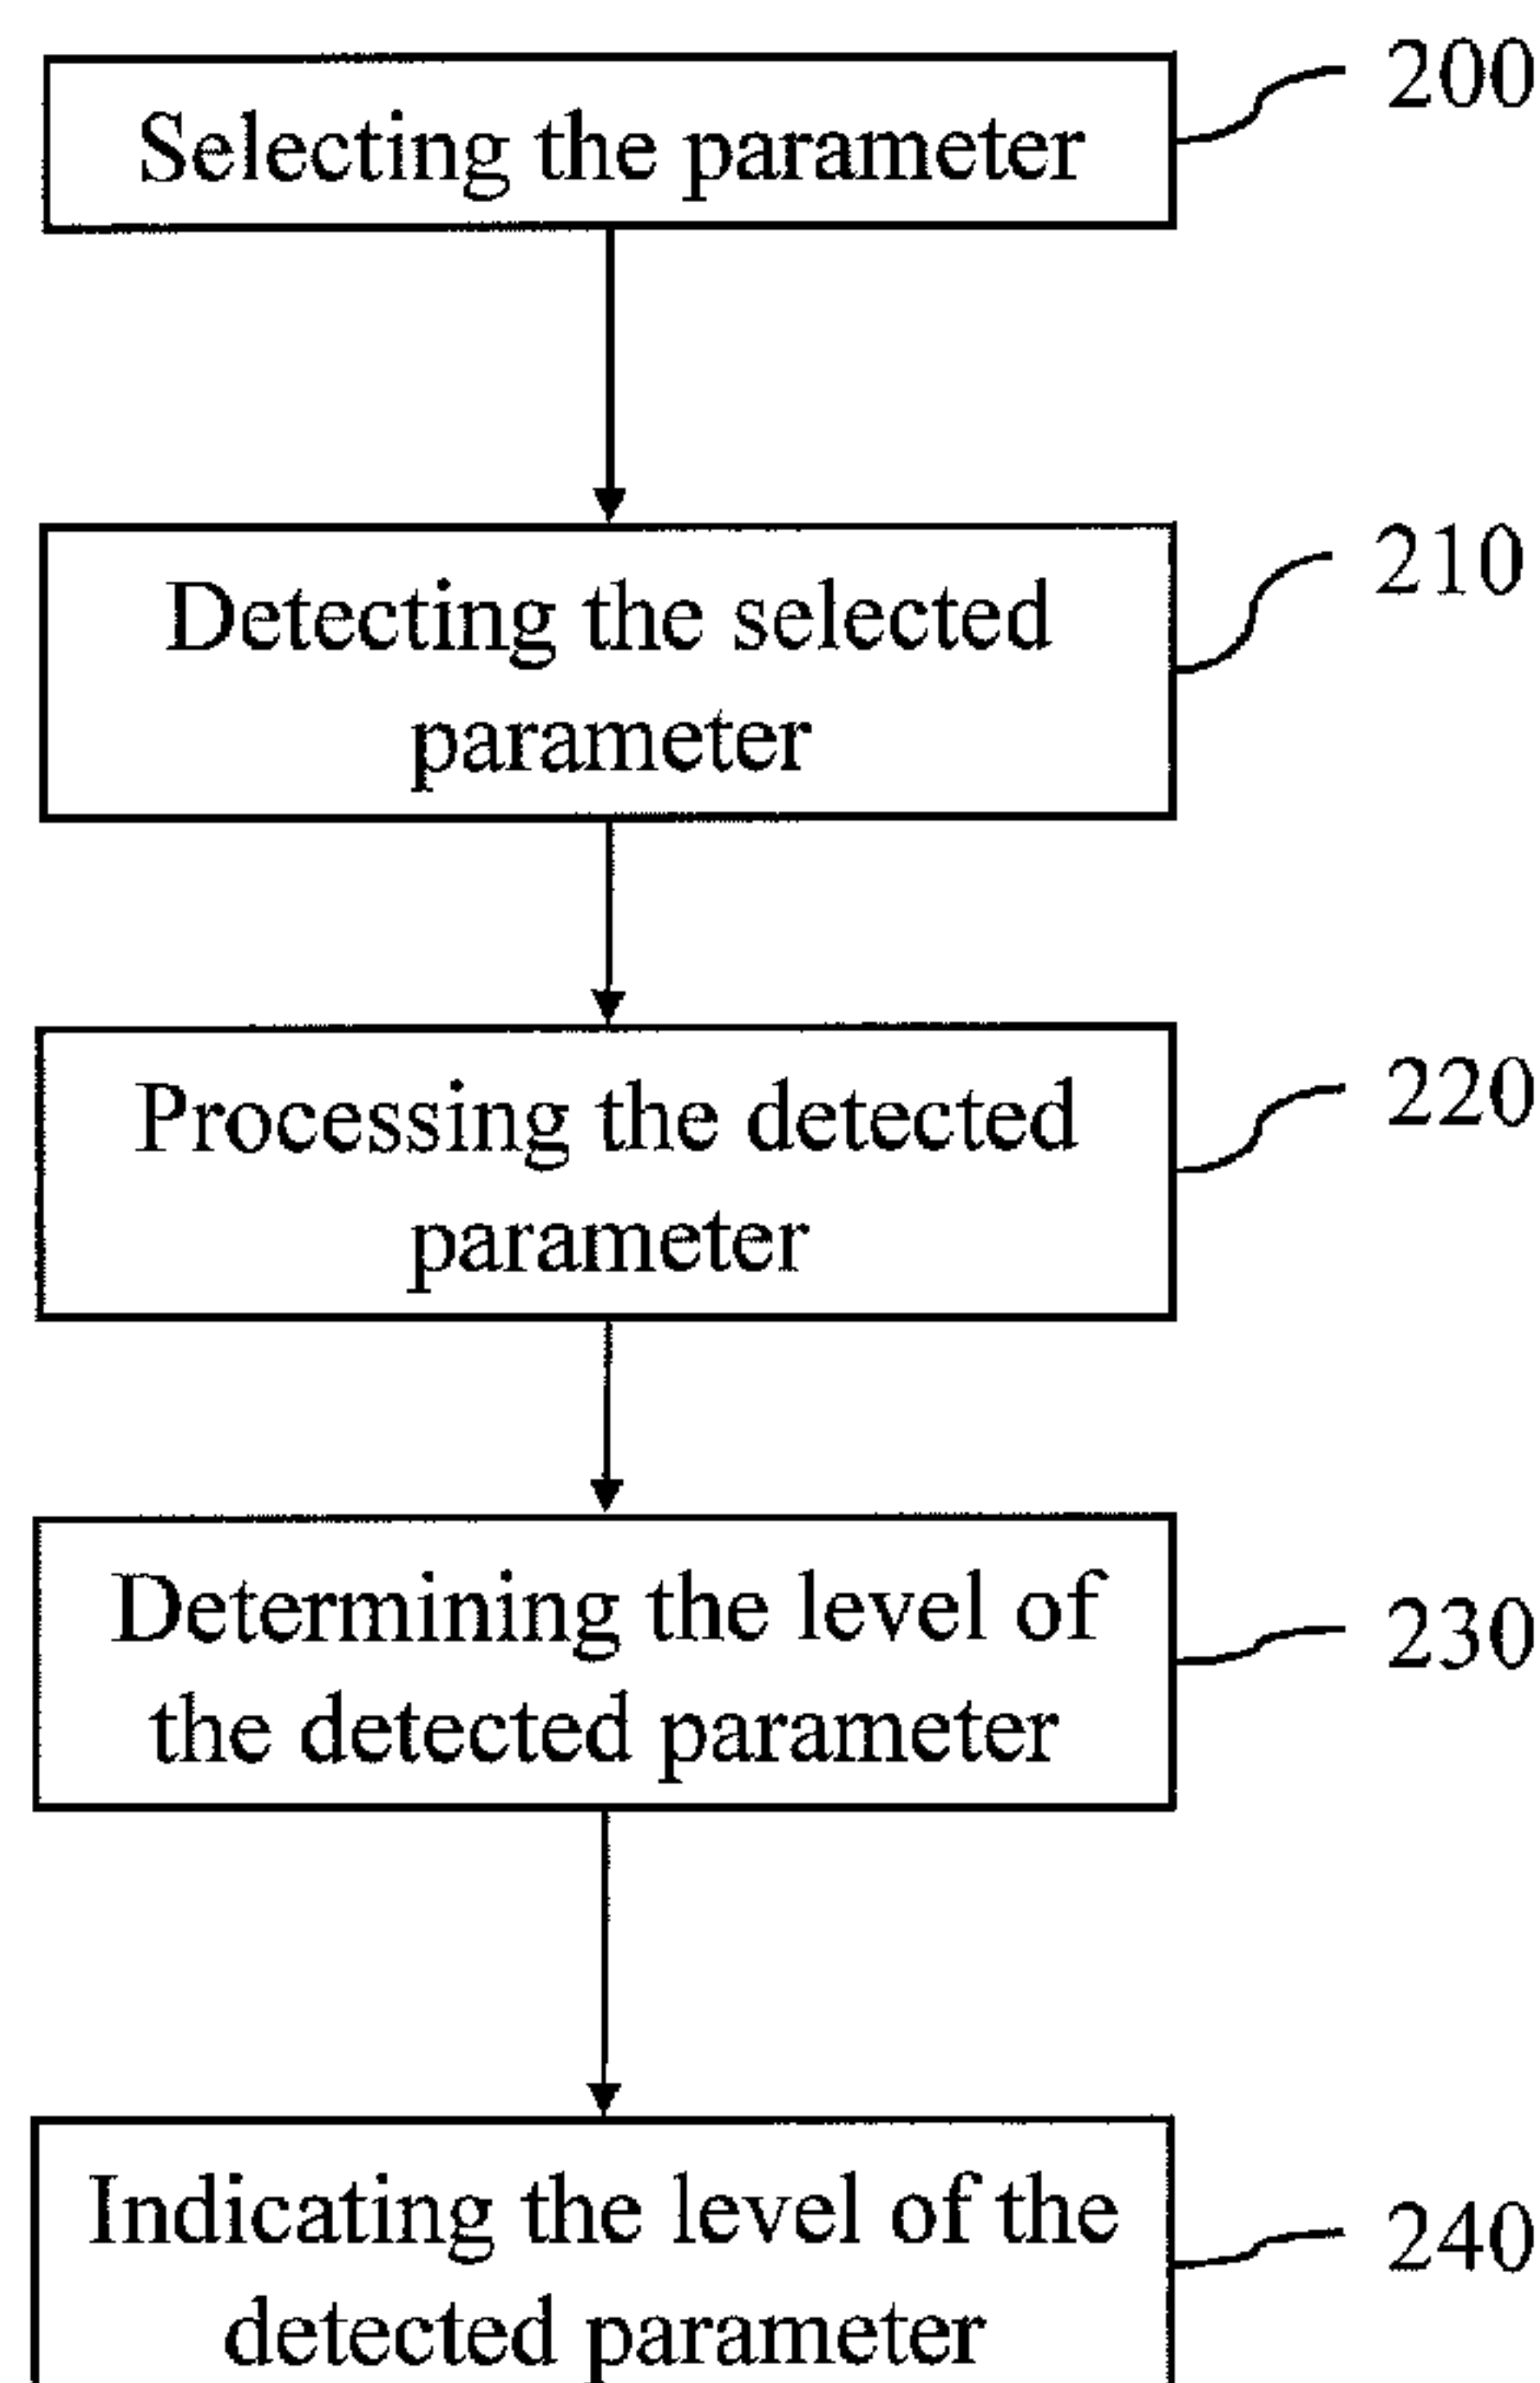 Selecting the parameter
200
Detecting the selected
parameter
210
Processing the detected
parameter
220
Determining the level of
the detected parameter
230
Indicating the level of the
detected parameter
240